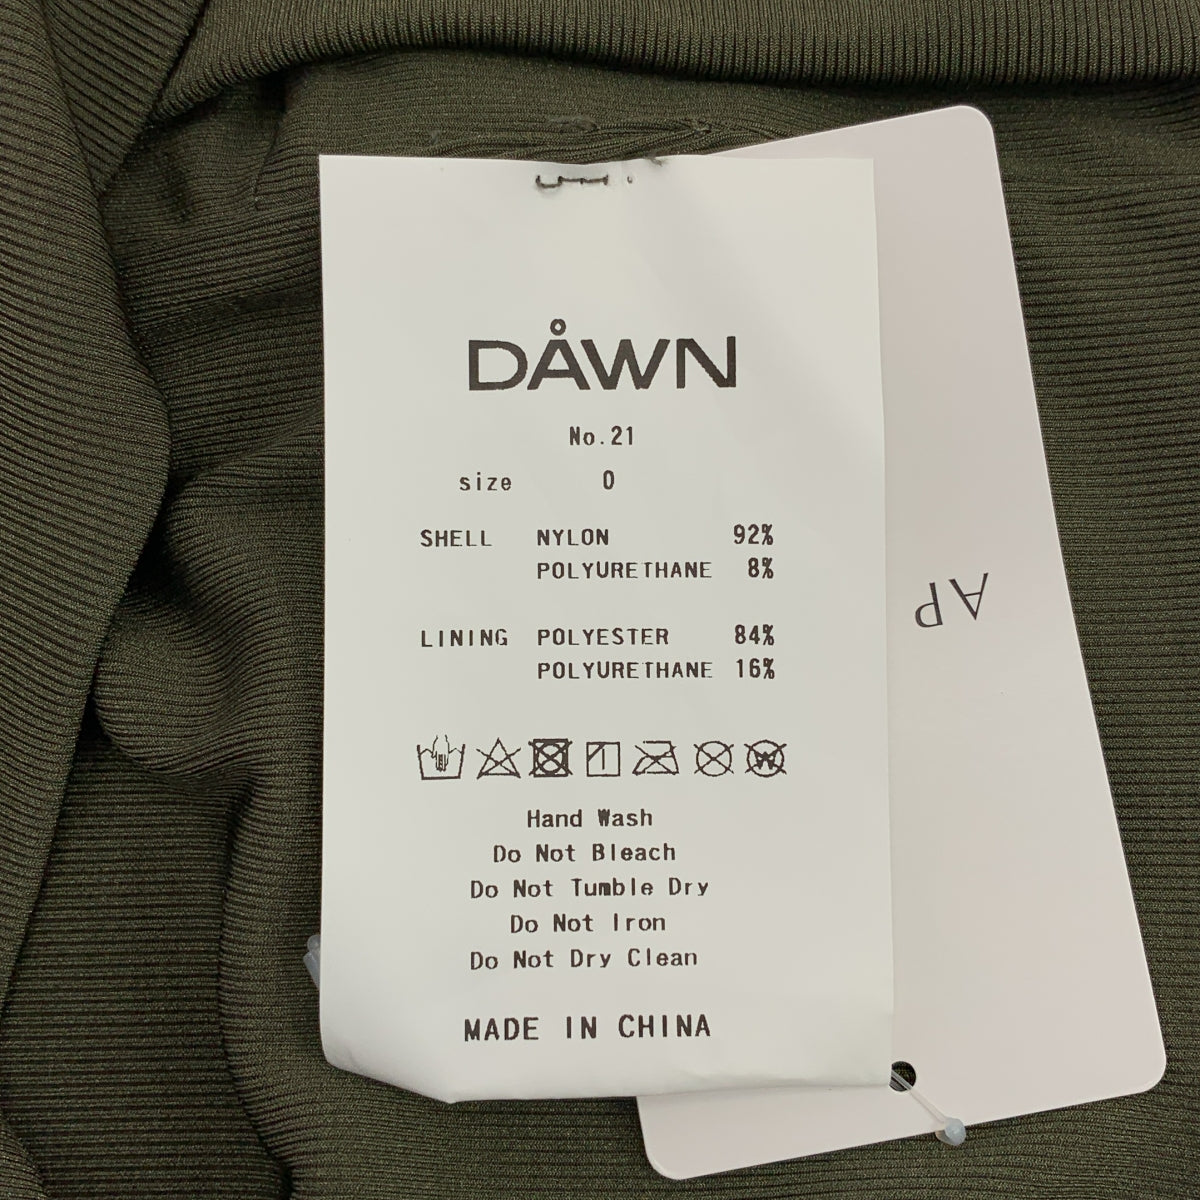 DÅWN
No.21
size 0
SHELL NYLON 92%
POLYURETHANE 8%
LINING POLYESTER 84%
POLYURETHANE 16%
W
Hand Wash
Do Not Bleach
Do Not Tumble Dry
Do Not Iron
Do Not Dry Clean
MADE IN CHINA
AP